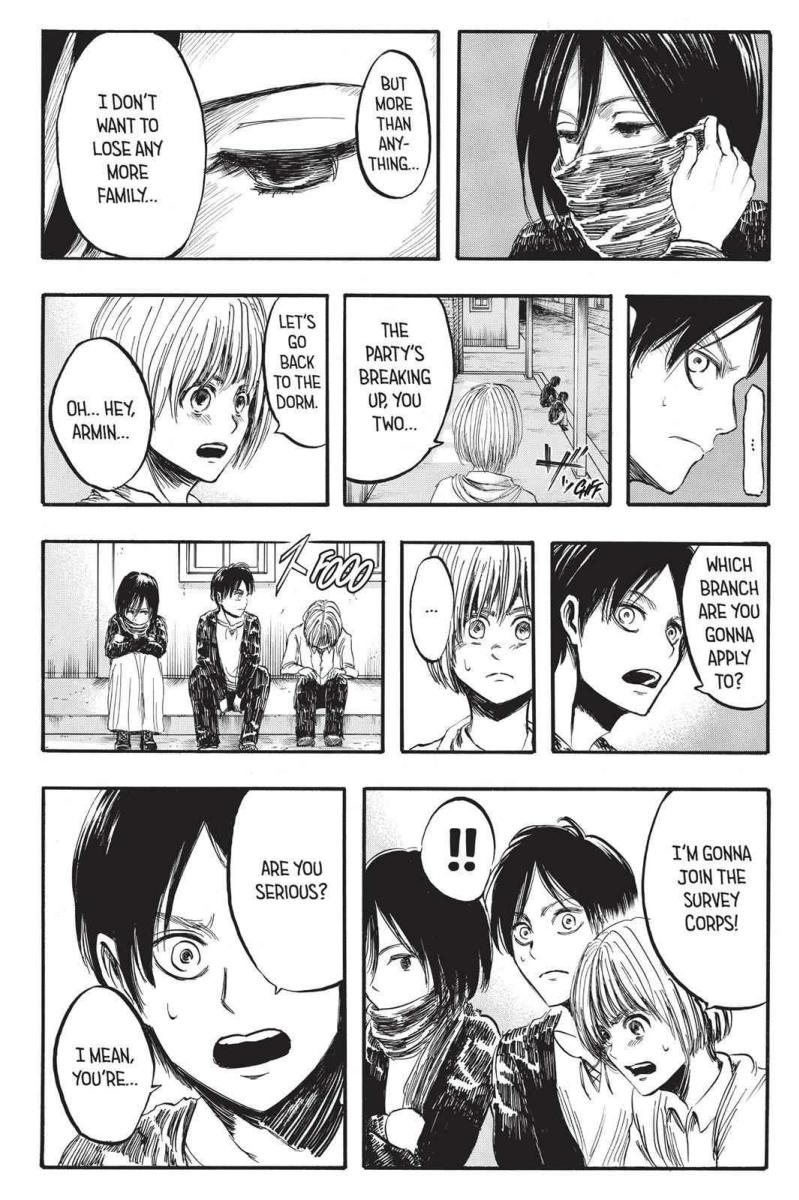 BUT
MORE
THAN
ANY-
THING...
I DON'T
WANT TO
LOSE ANY
MORE
FAMILY...
...
THE
PARTY'S
BREAKING
UP, YOU
TWO...
LET'S
GO
BACK
TO THE
DORM.
OH... HEY,
ARMIN...
WHICH
BRANCH
ARE YOU
GONNA
APPLY
TO?
...
FOOO
I'M GONNA
JOIN THE
SURVEY
CORPS!
!!
ARE YOU
SERIOUS?
I MEAN,
YOU'RE...